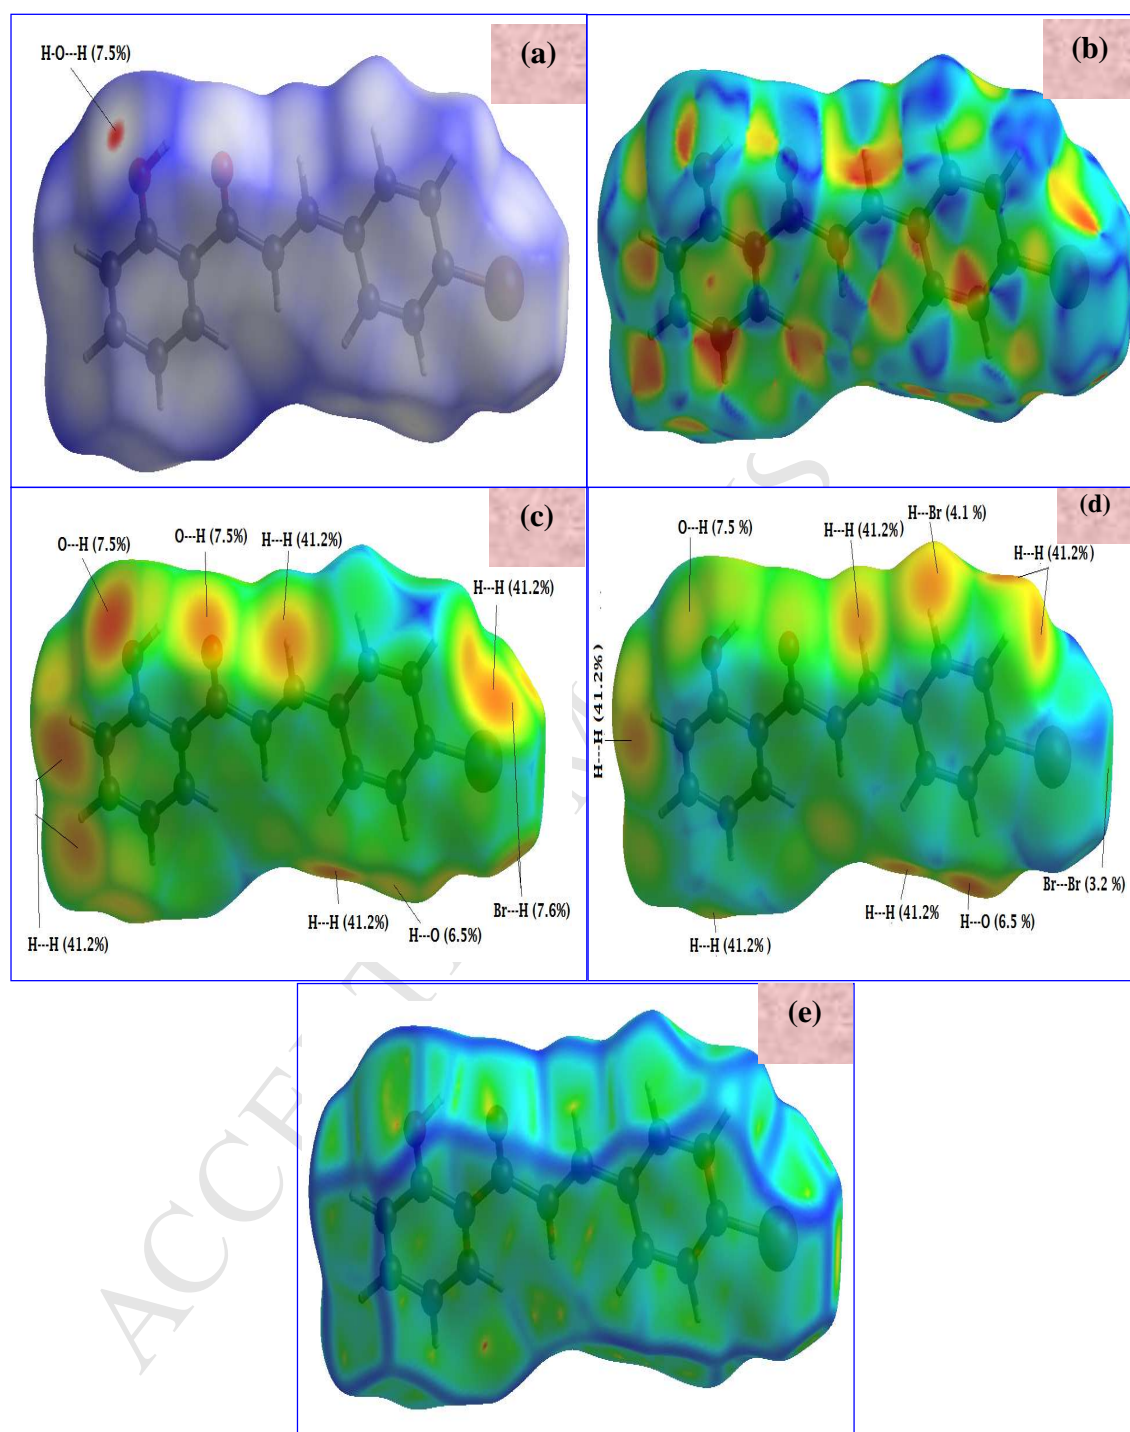 (a)
H-O---H (7.5%)
(b)
(c)
O---H (7.5%)
O---H (7.5%)
H---H (41.2%)
H---H (41.2%)
H---H (41.2%)
H---H (41.2%)
H---O (6.5%)
Br---H (7.6%)
(d)
O---H (7.5 %)
H---H (41.2%)
H---Br (4.1 %)
H---H (41.2%)
H---H (41.2%)
H---H (41.2% )
H---H (41.2%
H---O (6.5 %)
Br---Br (3.2 %)
(e)